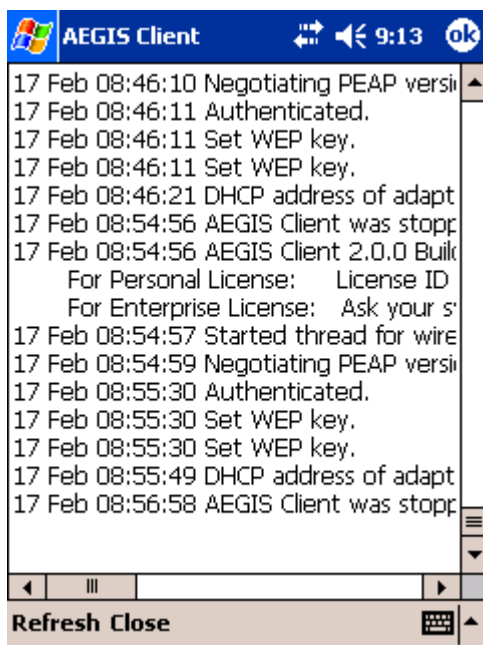 AEGIS Client 9:13 ok
17 Feb 08:46:10 Negotiating PEAP versi
17 Feb 08:46:11 Authenticated.
17 Feb 08:46:11 Set WEP key.
17 Feb 08:46:11 Set WEP key.
17 Feb 08:46:21 DHCP address of adapt
17 Feb 08:54:56 AEGIS Client was stopp
17 Feb 08:54:56 AEGIS Client 2.0.0 Buil
For Personal License: License ID
For Enterprise License: Ask your s
17 Feb 08:54:57 Started thread for wire
17 Feb 08:54:59 Negotiating PEAP versi
17 Feb 08:55:30 Authenticated.
17 Feb 08:55:30 Set WEP key.
17 Feb 08:55:30 Set WEP key.
17 Feb 08:55:49 DHCP address of adapt
17 Feb 08:56:58 AEGIS Client was stopp
Refresh Close